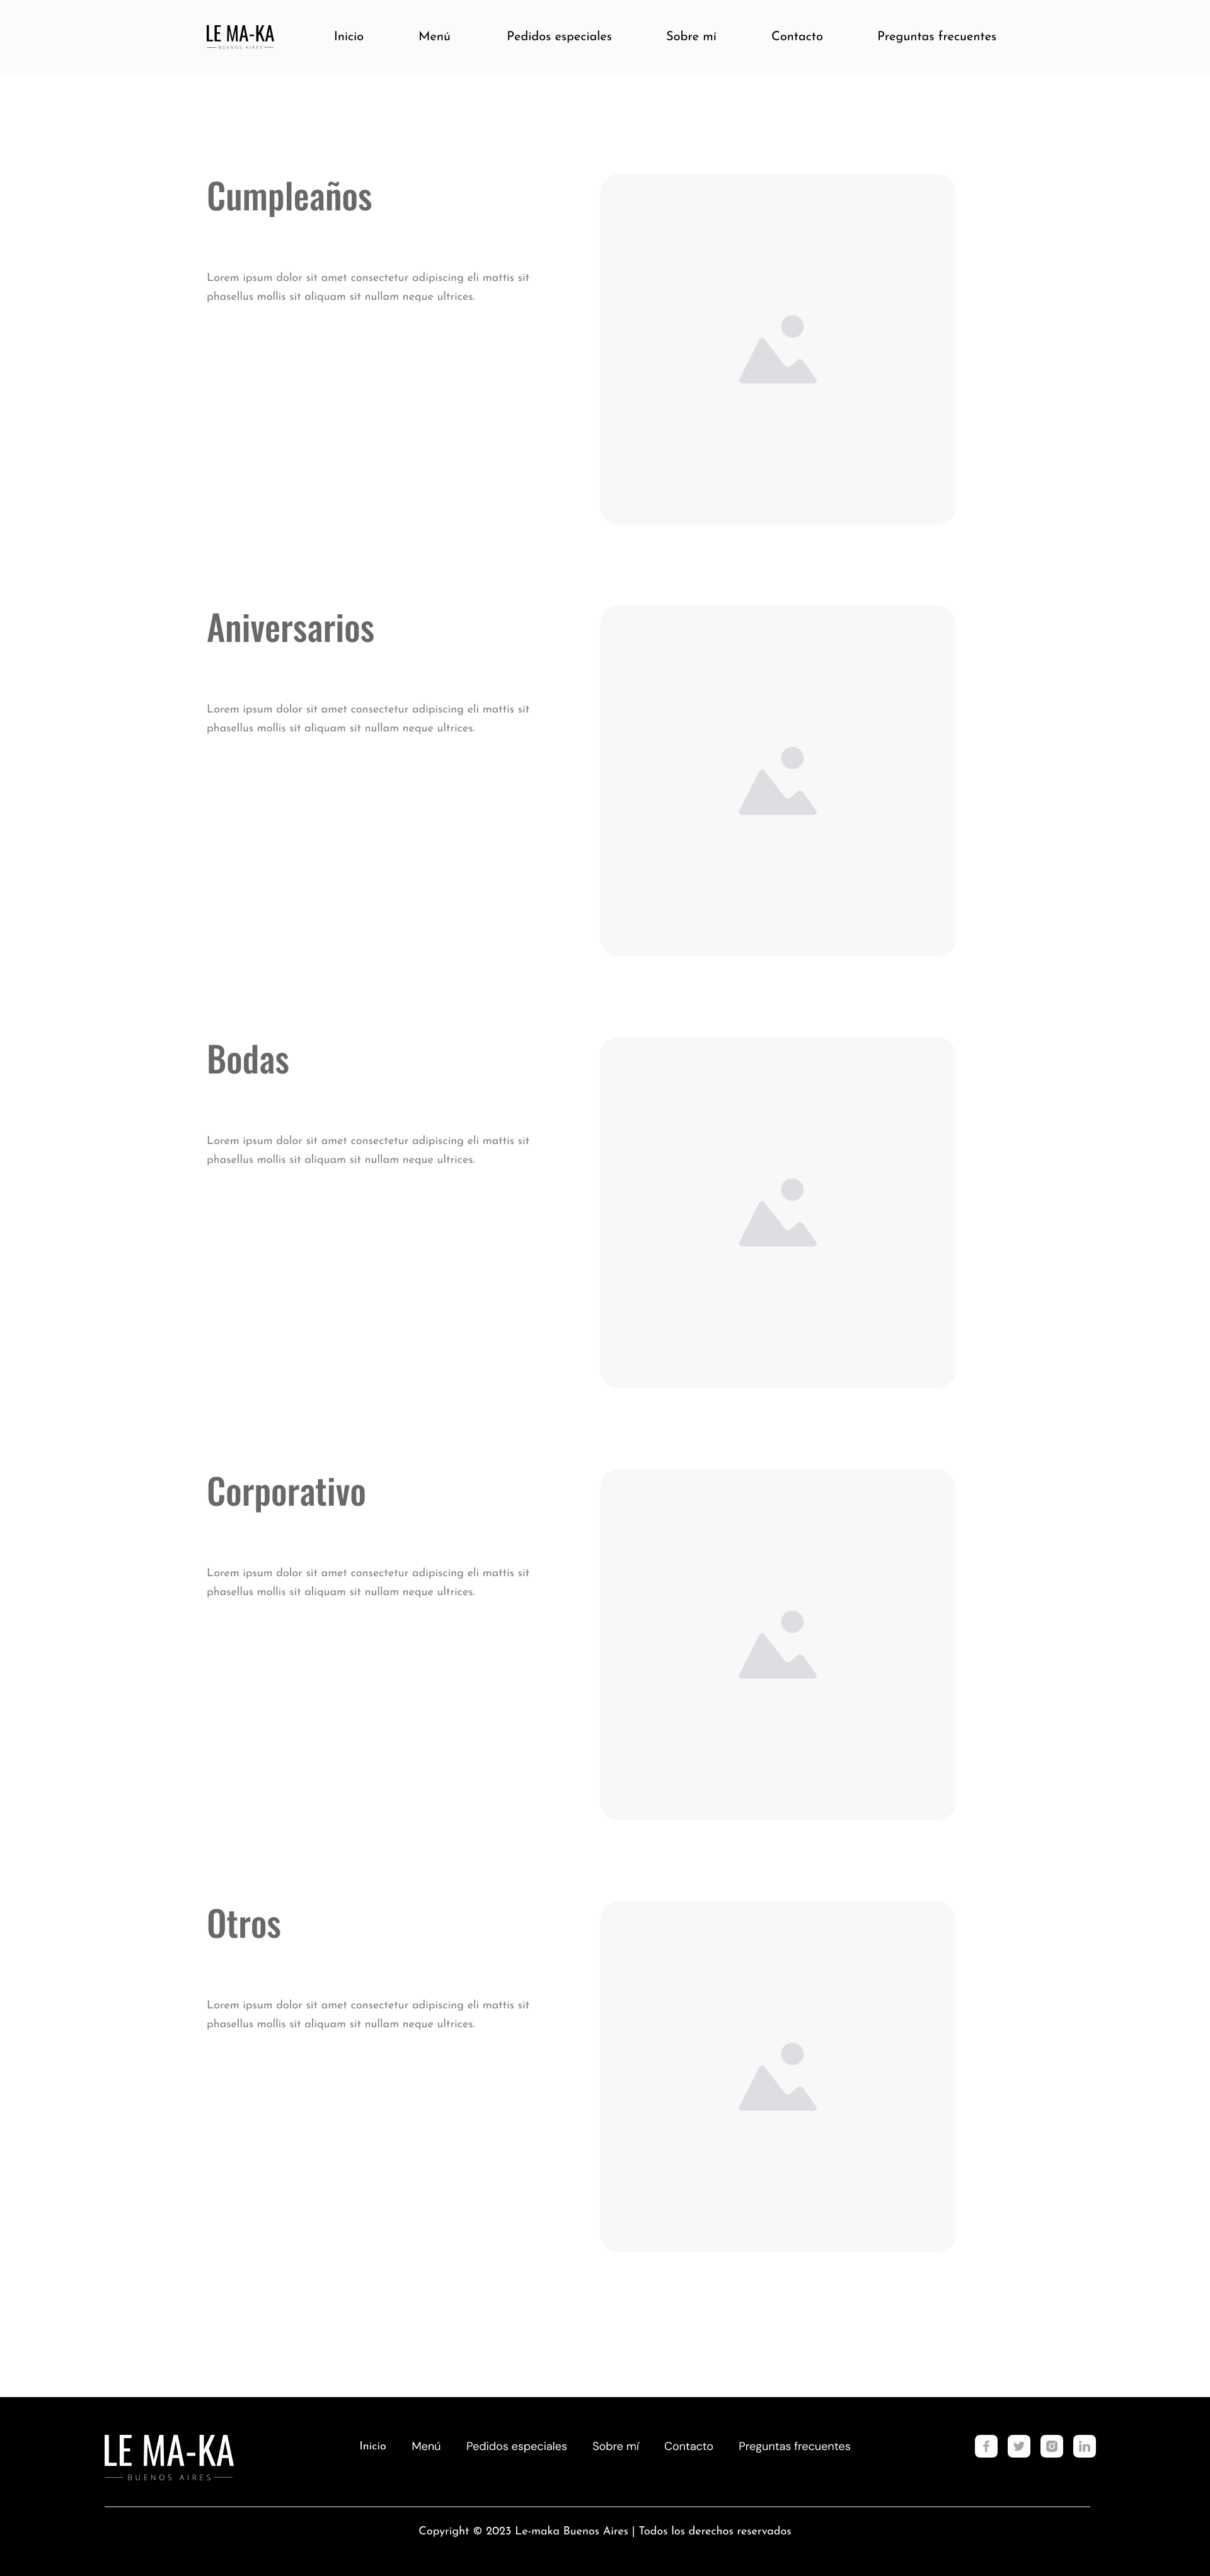 LE MA-KA
BUENOS AIRES
Inicio
Menú
Pedidos especiales
Sobre mí
Contacto
Preguntas frecuentes
Cumpleaños
Lorem ipsum dolor sit amet consectetur adipiscing eli mattis sit
phasellus mollis sit aliquam sit nullam neque ultrices.
Aniversarios
Lorem ipsum dolor sit amet consectetur adipiscing eli mattis sit
phasellus mollis sit aliquam sit nullam neque ultrices.
Bodas
Lorem ipsum dolor sit amet consectetur adipiscing eli mattis sit
phasellus mollis sit aliquam sit nullam neque ultrices.
Corporativo
Lorem ipsum dolor sit amet consectetur adipiscing eli mattis sit
phasellus mollis sit aliquam sit nullam neque ultrices.
Otros
Lorem ipsum dolor sit amet consectetur adipiscing eli mattis sit
phasellus mollis sit aliquam sit nullam neque ultrices.
LE MA-KA
BUENOS AIRES
Inicio
Menú
Pedidos especiales
Sobre mí
Contacto
Preguntas frecuentes
Copyright © 2023 Le-maka Buenos Aires | Todos los derechos reservados